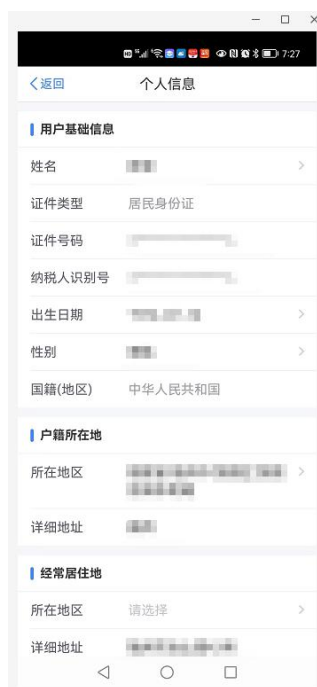 7:27
返回
个人信息
用户基础信息
姓名
证件类型 居民身份证
证件号码
纳税人识别号
出生日期
性别
国籍(地区) 中华人民共和国
户籍所在地
所在地区
详细地址
经常居住地
所在地区 请选择
详细地址